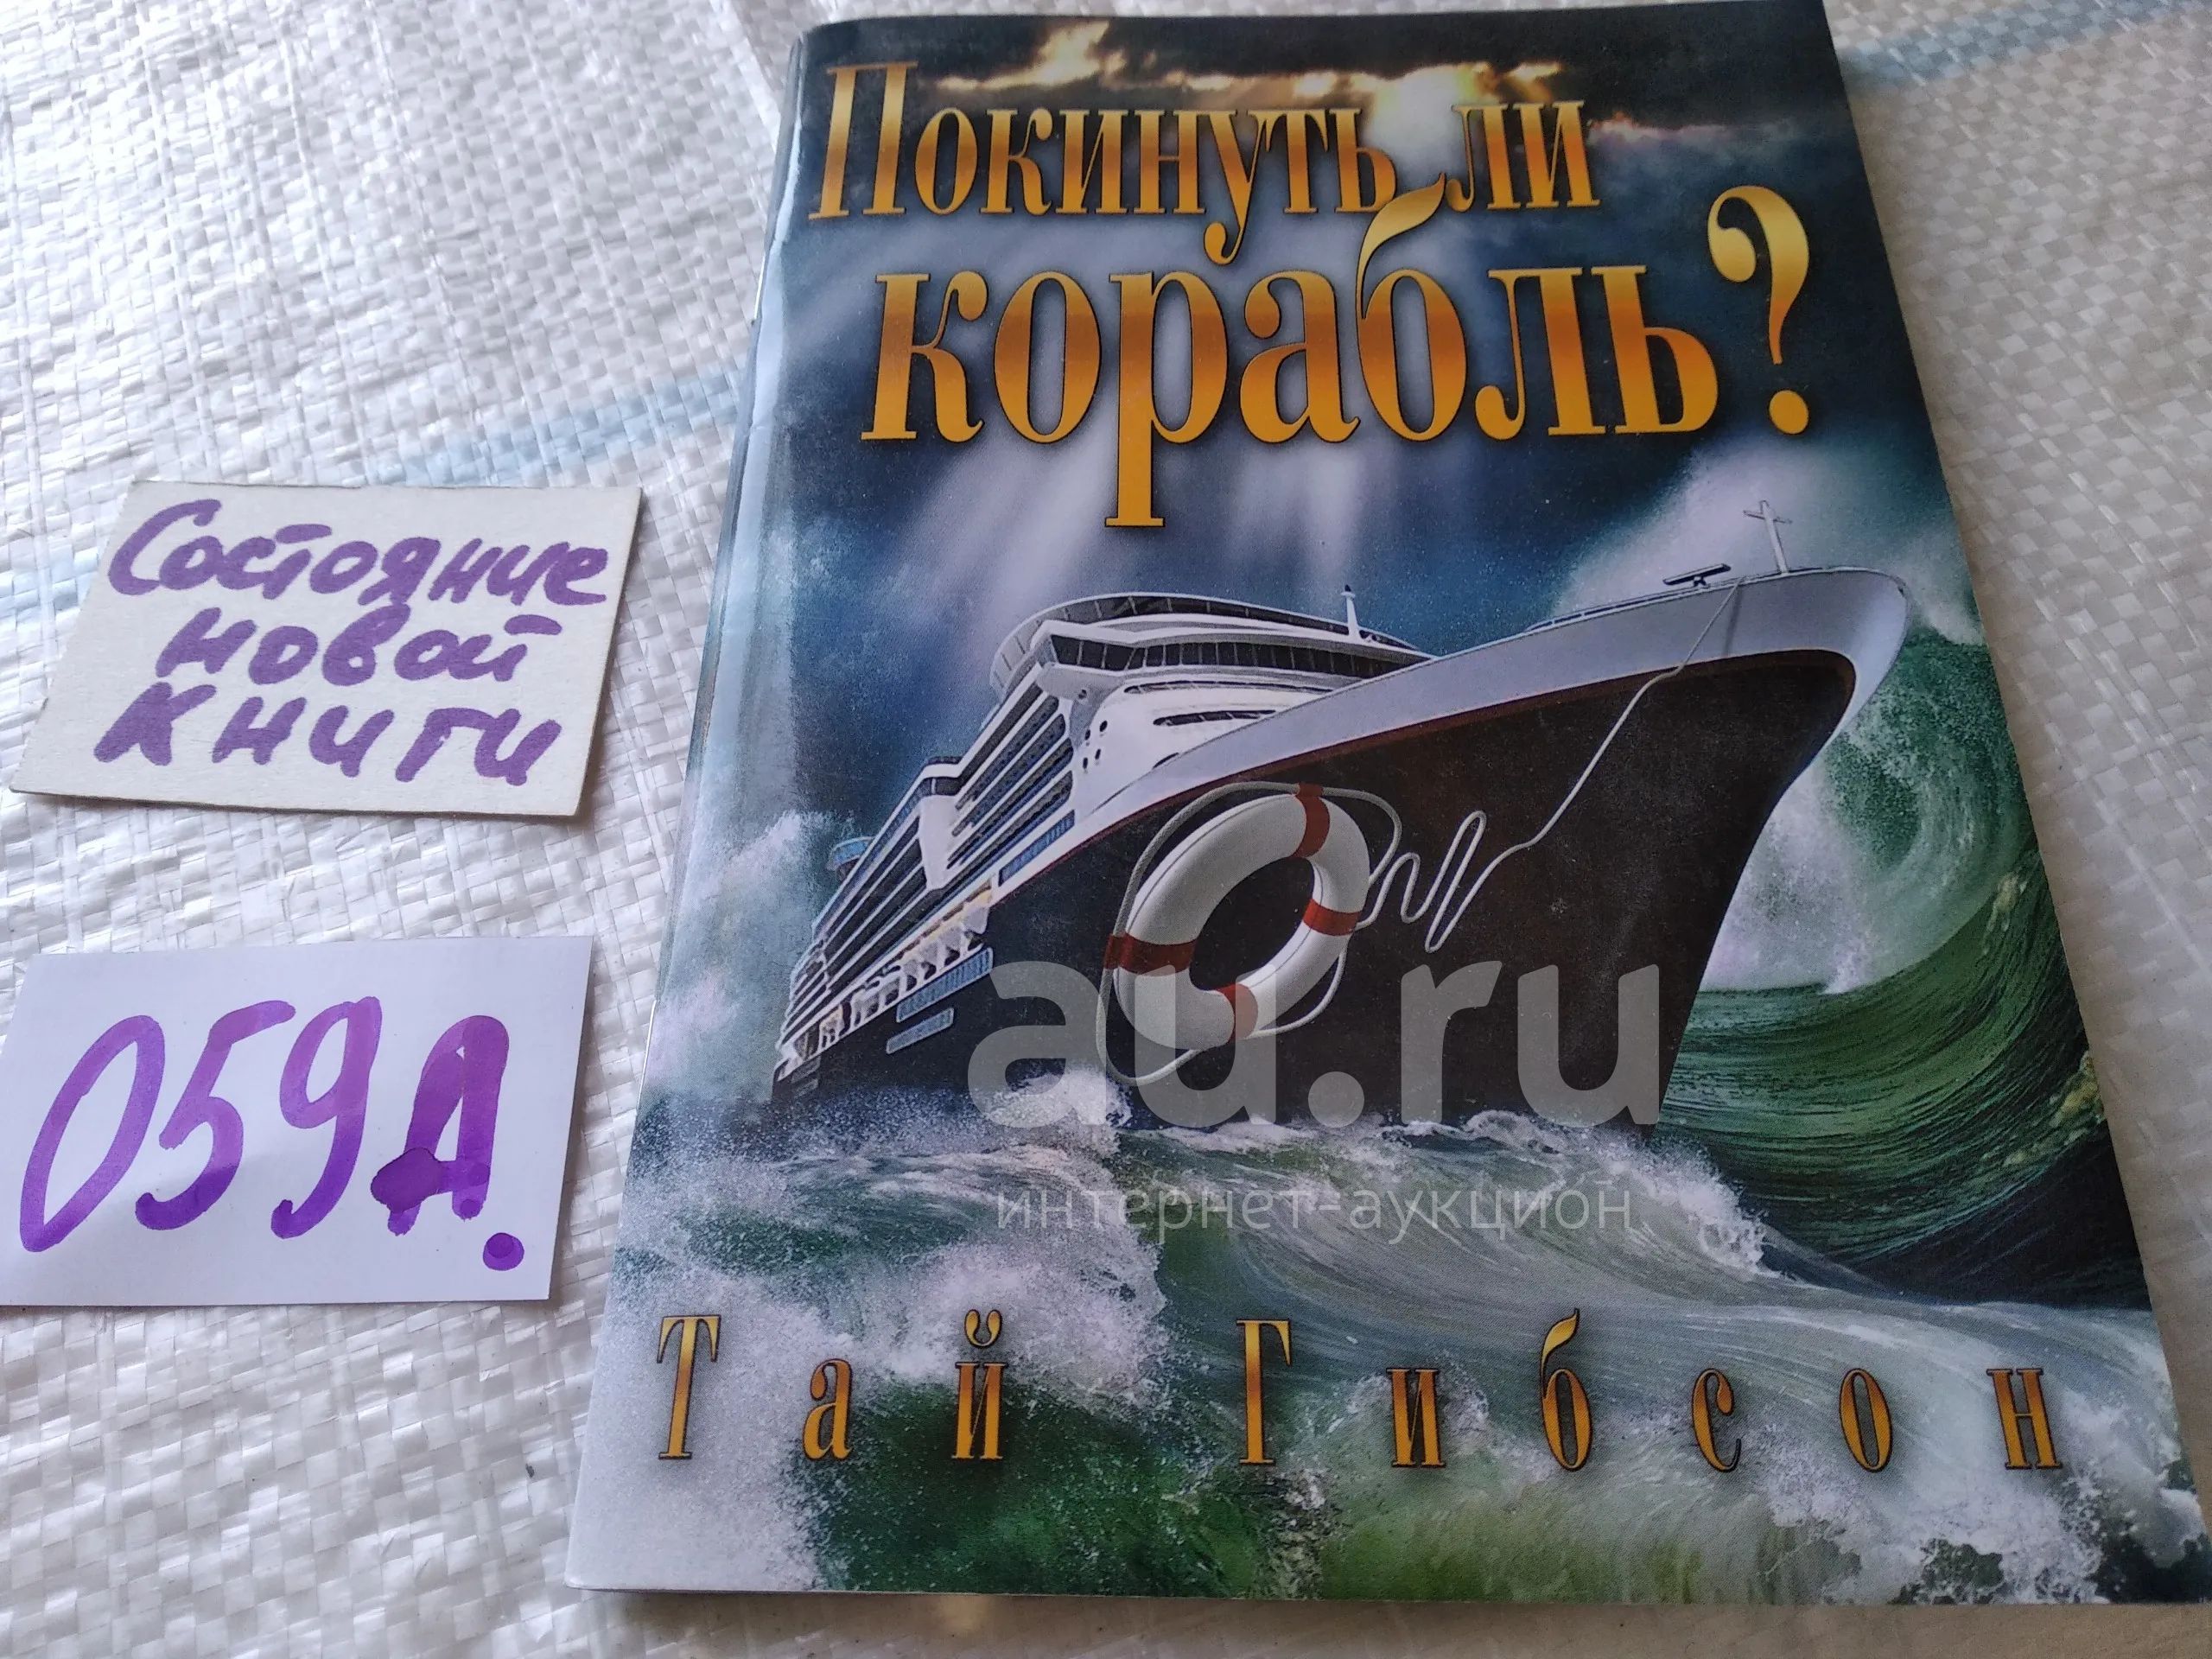 Покинуть ли
корабль?
Состояние
новой
книги
059А.
au.ru
интернет-аукцион
Тай Гибсон